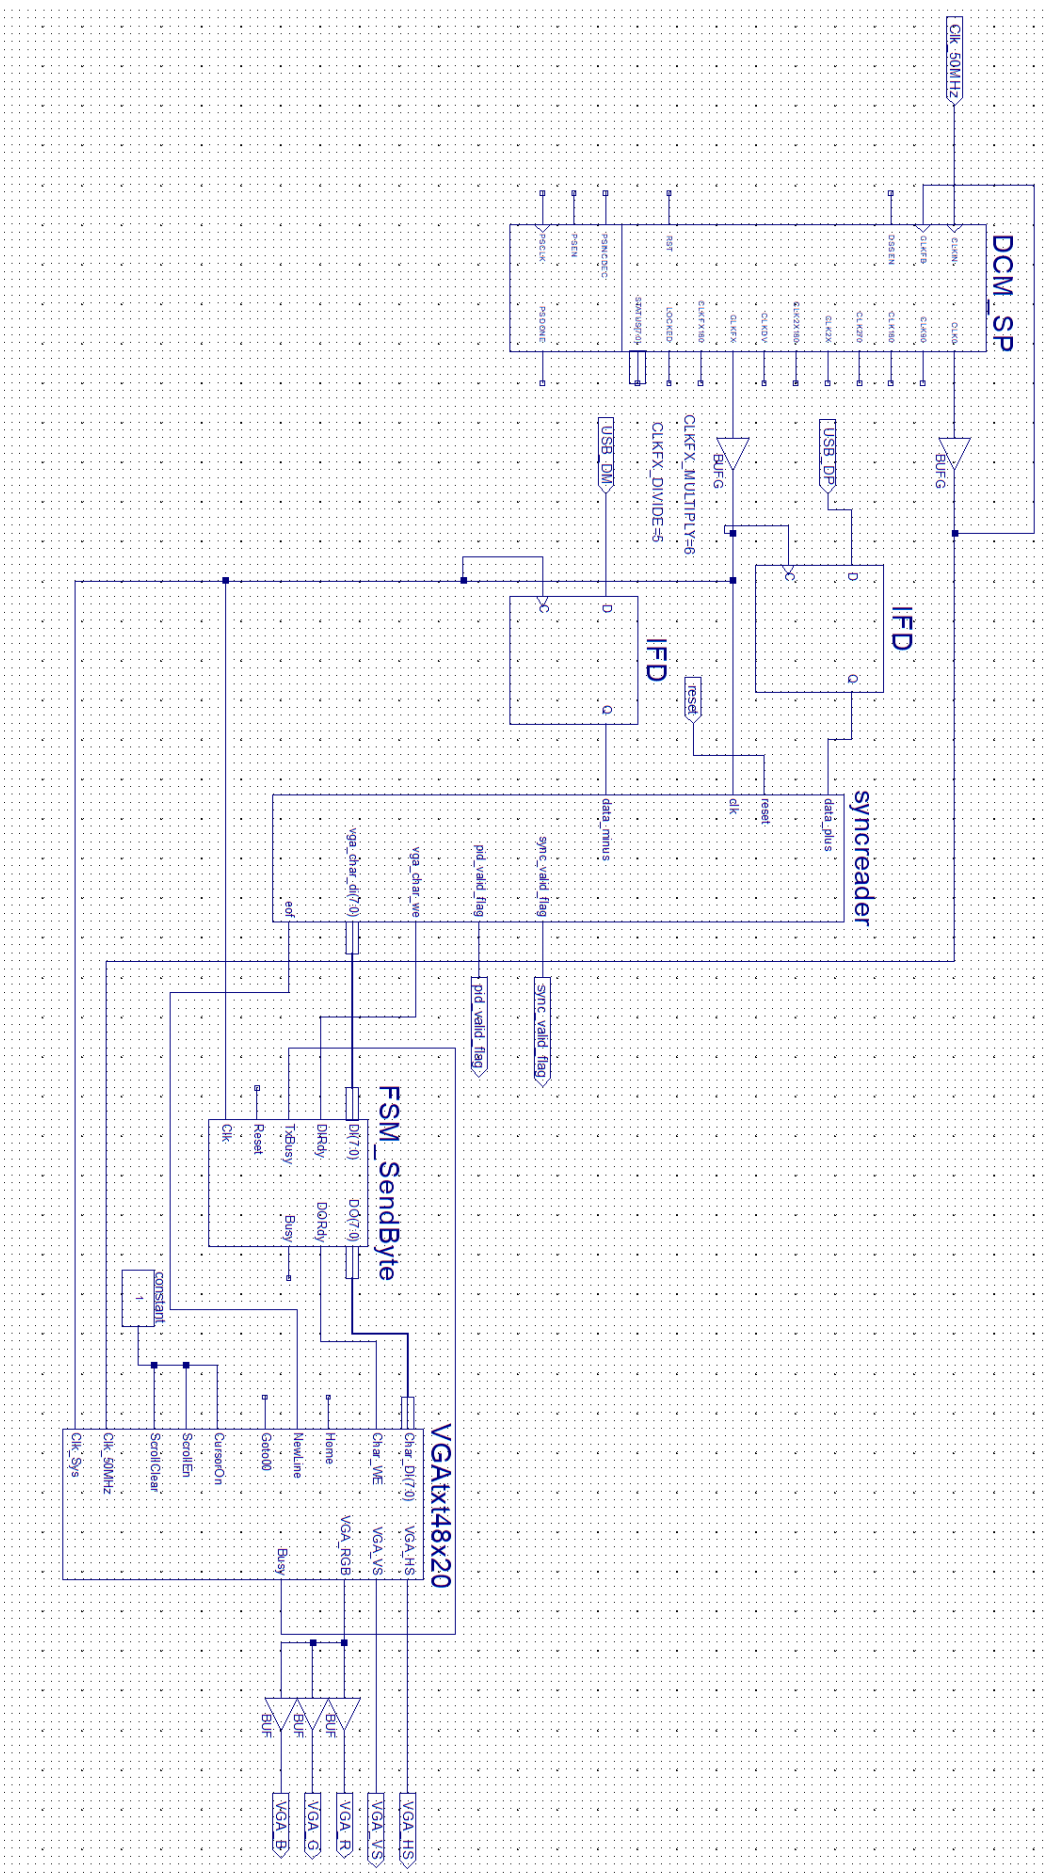 Clk_50MHz
DCM_SP
CLKIN
CLKFB
DSSEN
RST
PSINCDEC
PSEN
PSCLK
CLK0
CLK90
CLK180
CLK270
CLK2X
CLK2X180
CLKDV
CLKFX
CLKFX180
LOCKED
STATUS(7:0)
PSDONE
BUFG
BUFG
CLKFX_MULTIPLY=6
CLKFX_DIVIDE=5
USB_DP
USB_DM
IFD
D
C
Q
IFD
D
C
Q
reset
syncreader
data_plus
reset
clk
data_minus
sync_valid_flag
pid_valid_flag
vga_char_we
vga_char_di(7:0)
eof
sync_valid_flag
pid_valid_flag
FSM_SendByte
DI(7:0)
DIRdy
TxBusy
Reset
Clk
DO(7:0)
DORdy
Busy
constant
1
VGAtxt48x20
Char_DI(7:0)
Char_WE
Home
NewLine
Goto00
CursorOn
ScrollEn
ScrollClear
Clk_50MHz
Clk_Sys
VGA_HS
VGA_VS
VGA_RGB
Busy
BUF
BUF
BUF
VGA_HS
VGA_VS
VGA_R
VGA_G
VGA_B